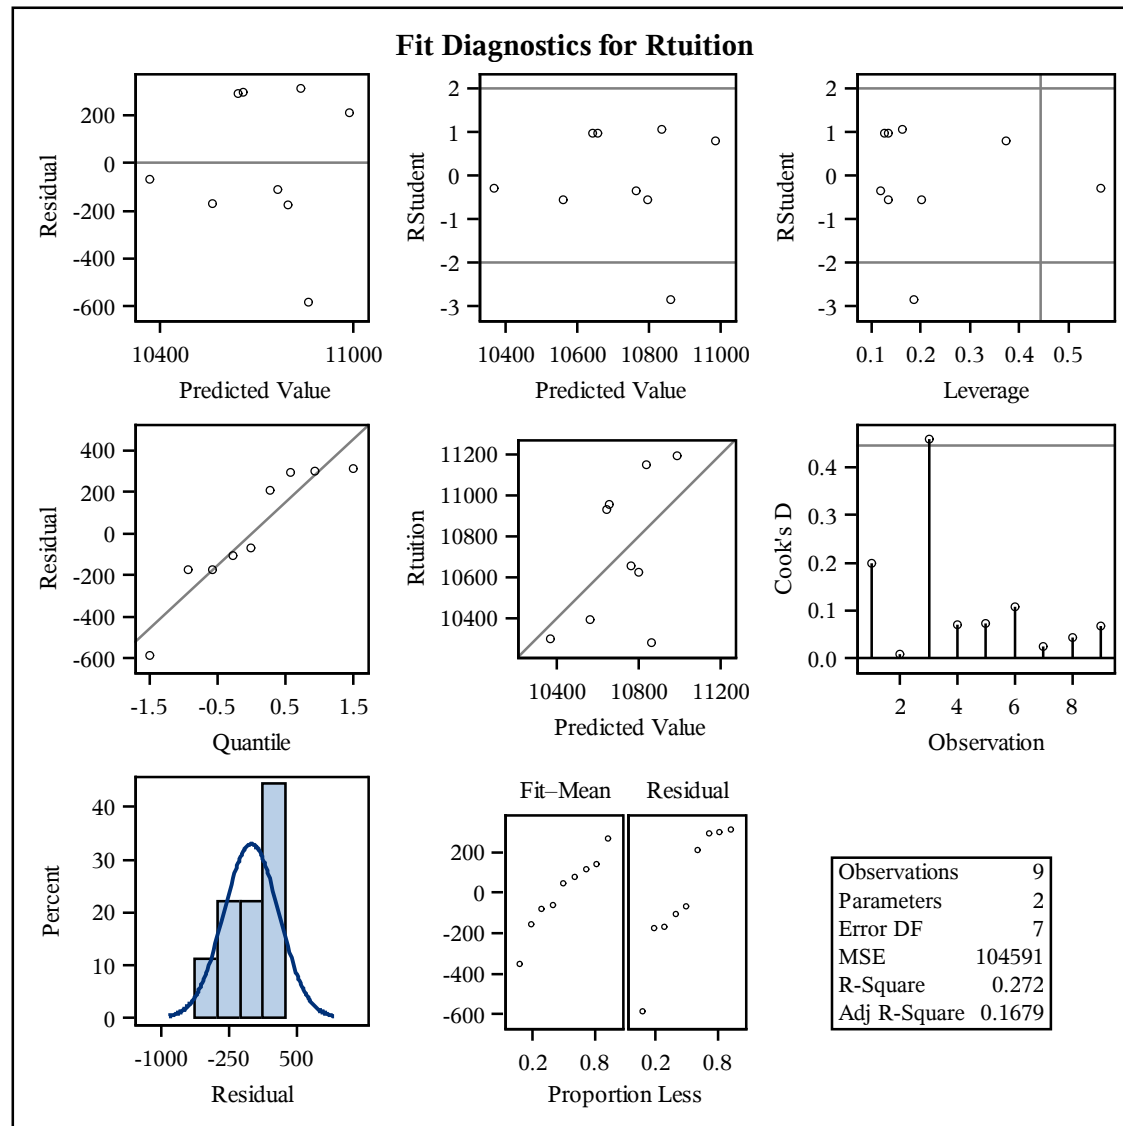 Fit Diagnostics for Rtuition
Residual
200
0
-200
-400
-600
10400 11000
Predicted Value
RStudent
2
1
0
-1
-2
-3
10400 10600 10800 11000
Predicted Value
RStudent
2
1
0
-1
-2
-3
0.1 0.2 0.3 0.4 0.5
Leverage
Residual
400
200
0
-200
-400
-600
-1.5 -0.5 0.5 1.5
Quantile
Rtuition
11200
11000
10800
10600
10400
10400 10800 11200
Predicted Value
Cook's D
0.4
0.3
0.2
0.1
0.0
2 4 6 8
Observation
Percent
40
30
20
10
0
-1000 -250 500
Residual
Fit–Mean Residual
200
0
-200
-400
-600
0.2 0.8 0.2 0.8
Proportion Less
Observations 9
Parameters 2
Error DF 7
MSE 104591
R-Square 0.272
Adj R-Square 0.1679